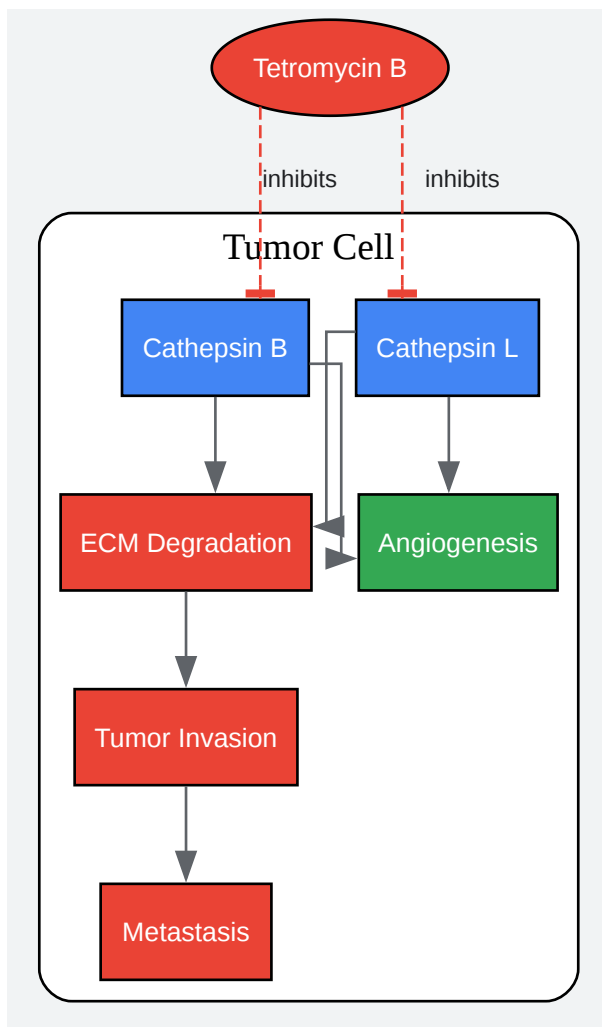 Tetromycin B
inhibits
inhibits
Tumor Cell
Cathepsin B
Cathepsin L
ECM Degradation
Angiogenesis
Tumor Invasion
Metastasis